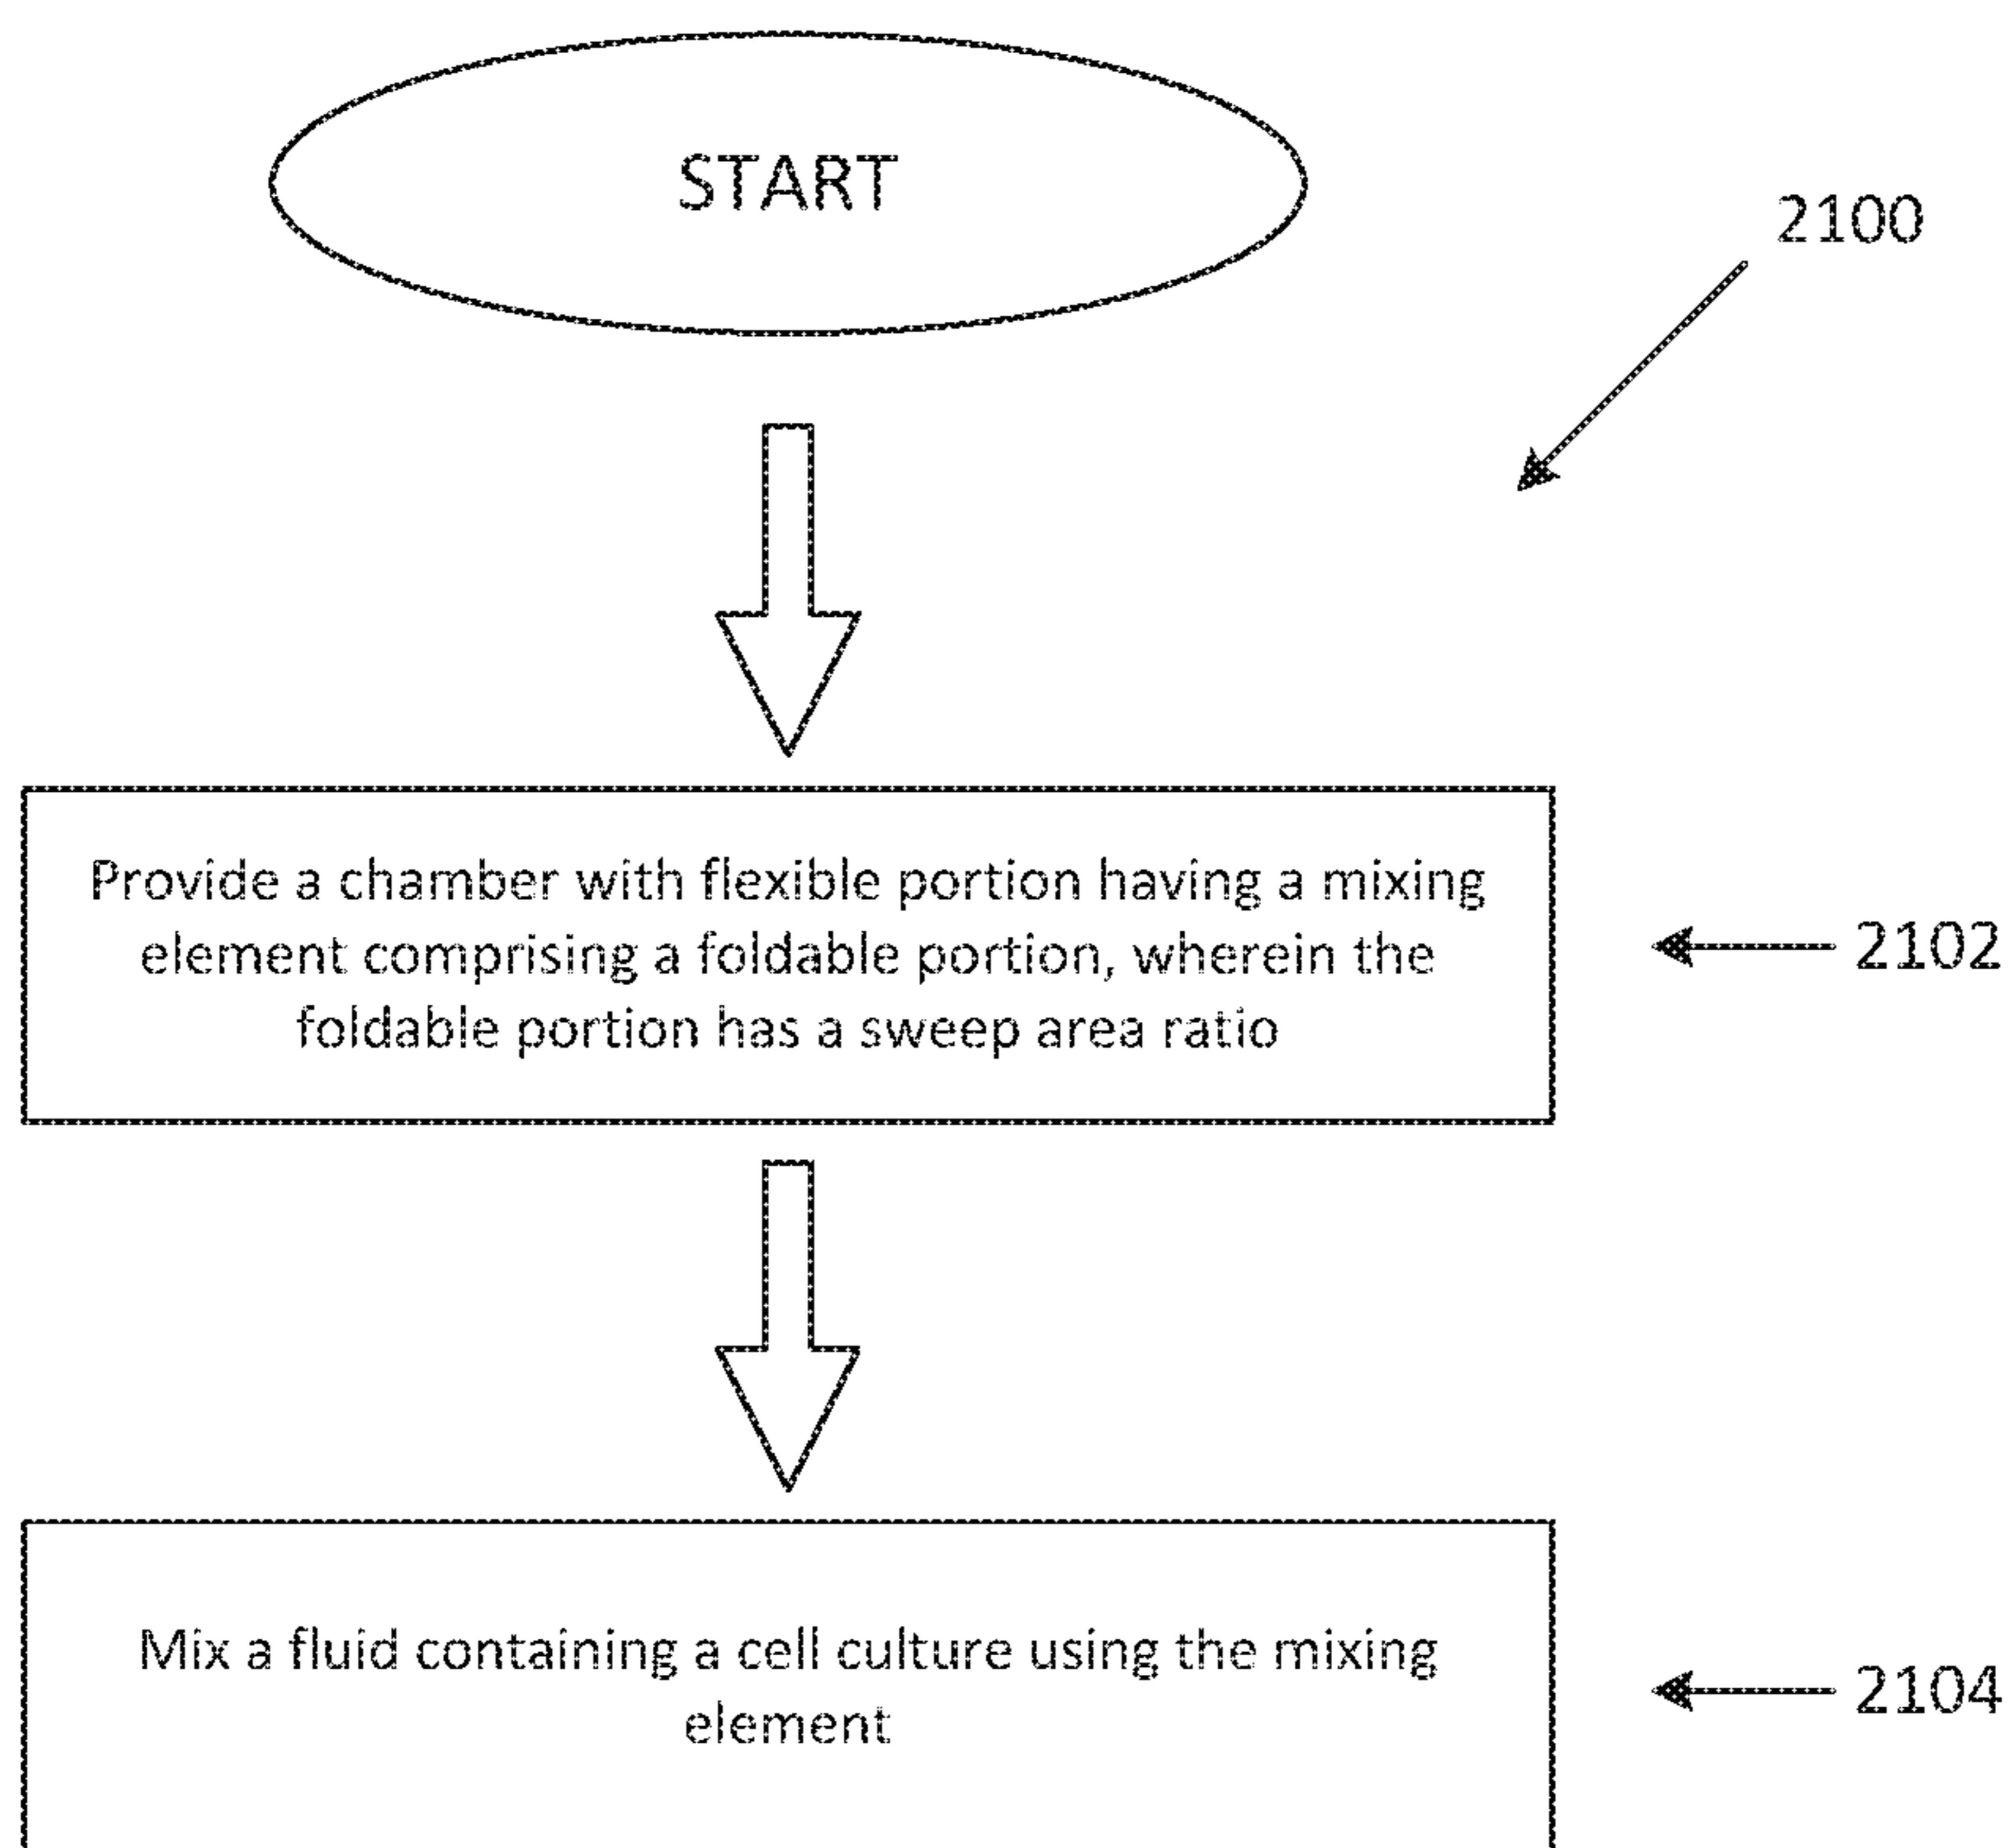 START
2100
Provide a chamber with flexible portion having a mixing
element comprising a foldable portion, wherein the
foldable portion has a sweep area ratio
2102
Mix a fluid containing a cell culture using the mixing
element
2104